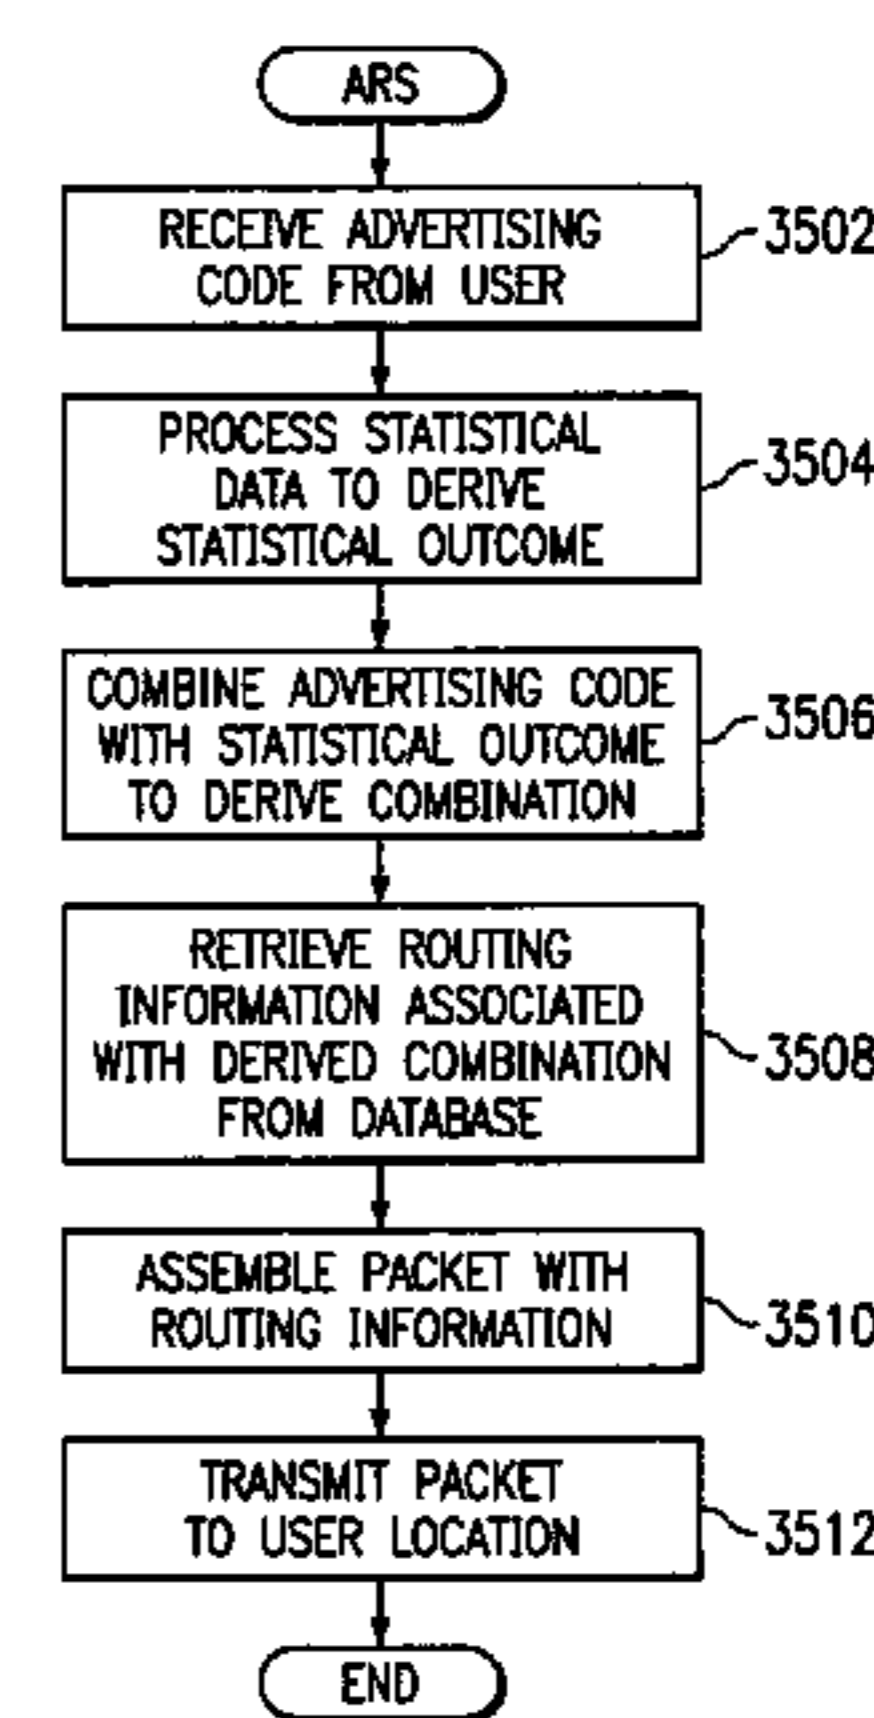 ARS
RECEIVE ADVERTISING
CODE FROM USER
3502
PROCESS STATISTICAL
DATA TO DERIVE
STATISTICAL OUTCOME
3504
COMBINE ADVERTISING CODE
WITH STATISTICAL OUTCOME
TO DERIVE COMBINATION
3506
RETRIEVE ROUTING
INFORMATION ASSOCIATED
WITH DERIVED COMBINATION
FROM DATABASE
3508
ASSEMBLE PACKET WITH
ROUTING INFORMATION
3510
TRANSMIT PACKET
TO USER LOCATION
3512
END